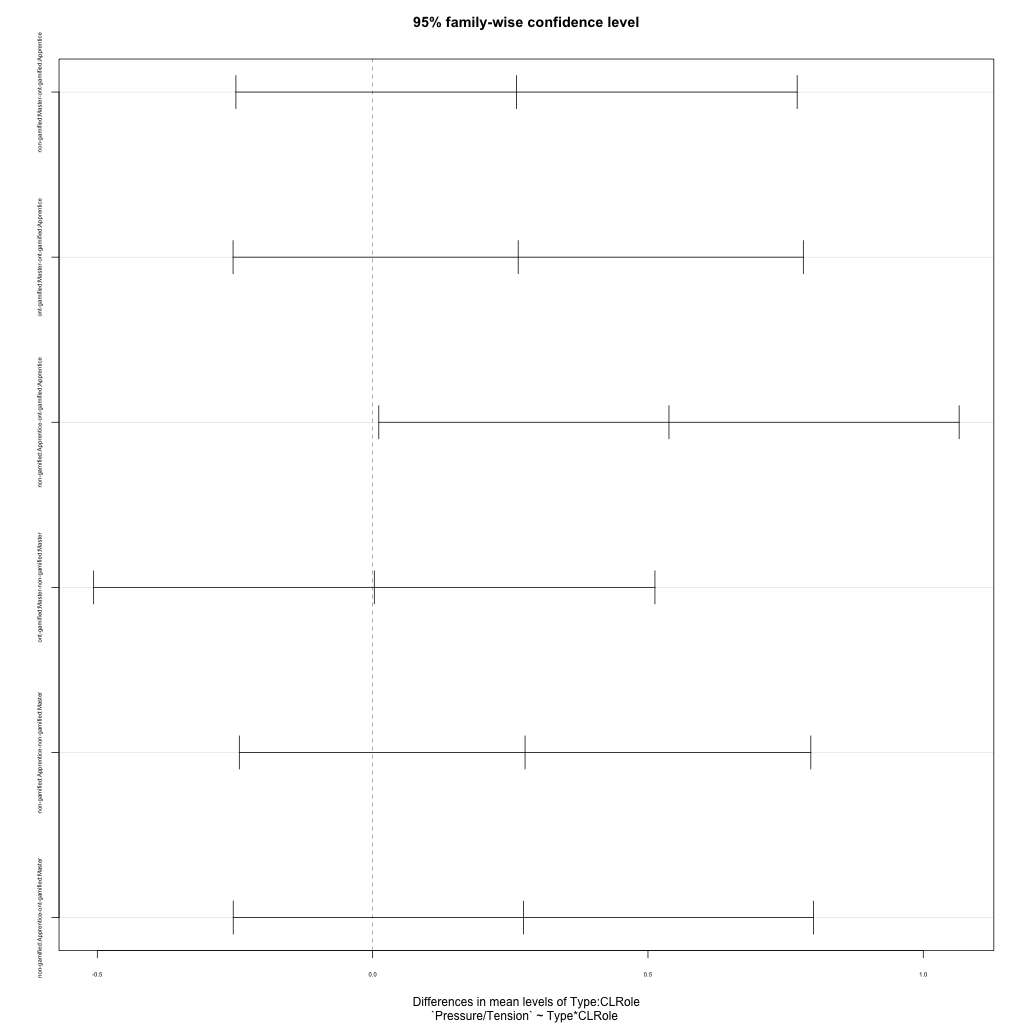 95% family-wise confidence level
non-gamified:Master-ont-gamified:Apprentice
ont-gamified:Master-ont-gamified:Apprentice
non-gamified:Apprentice-ont-gamified:Apprentice
ont-gamified:Master-non-gamified:Master
non-gamified:Apprentice-non-gamified:Master
non-gamified:Apprentice-ont-gamified:Master
-0.5 0.0 0.5 1.0
Differences in mean levels of Type:CLRole
`Pressure/Tension` ~ Type*CLRole